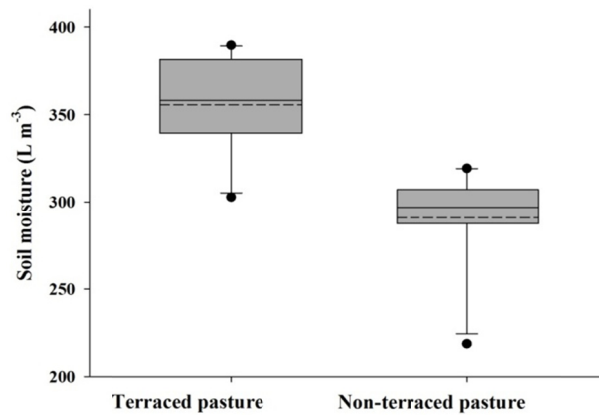 400
350
300
250
200
Soil moisture (L m⁻³)
Terraced pasture
Non-terraced pasture